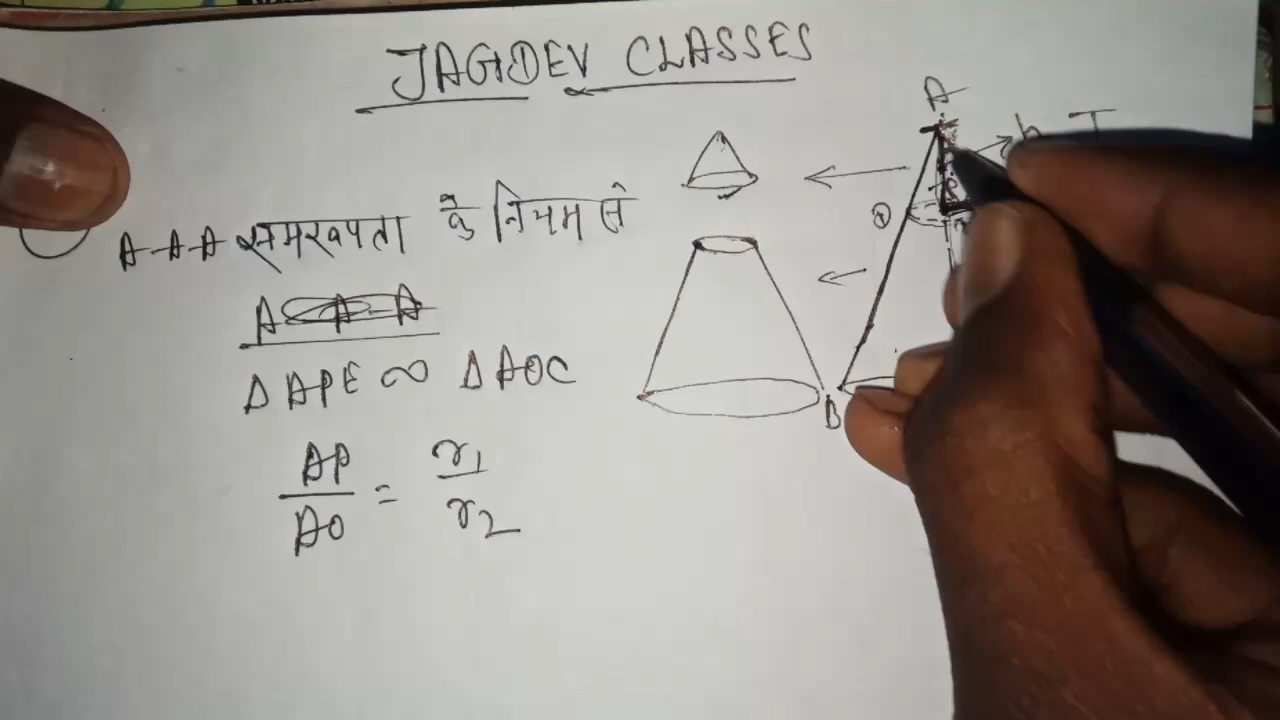 JAGDEV CLASSES
A-A-A समरूपता के नियम से
Δ APE ∞ Δ AOC
AP/AO = r1/r2
A
h
B